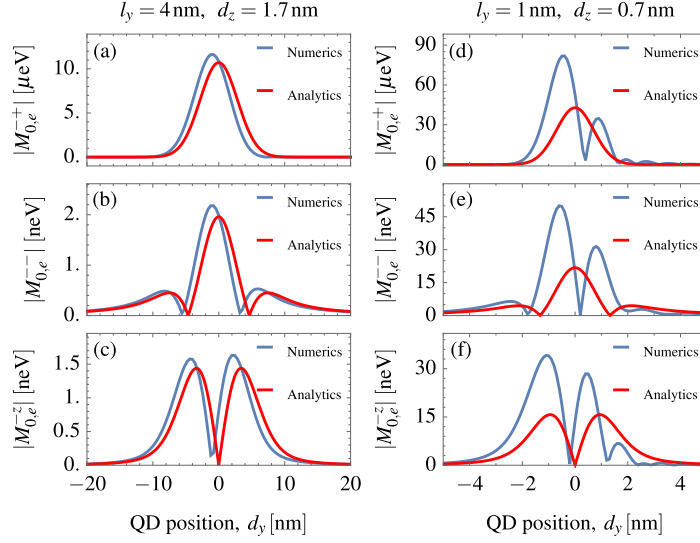 l_y = 4 nm, d_z = 1.7 nm
l_y = 1 nm, d_z = 0.7 nm
(a)
Numerics
Analytics
|M_{0,e}^{-+}| [μeV]
10.
5.
0.
(d)
Numerics
Analytics
|M_{0,e}^{-+}| [μeV]
90
60
30
0
(b)
Numerics
Analytics
|M_{0,e}^{--}| [neV]
2.
1.
0.
(e)
Numerics
Analytics
|M_{0,e}^{--}| [neV]
45
30
15
0
(c)
Numerics
Analytics
|M_{0,e}^{-z}| [neV]
1.5
1.
0.5
0.
(f)
Numerics
Analytics
|M_{0,e}^{-z}| [neV]
30
15
0
−20 −10 0 10 20
−4 −2 0 2 4
QD position, d_y [nm]
QD position, d_y [nm]